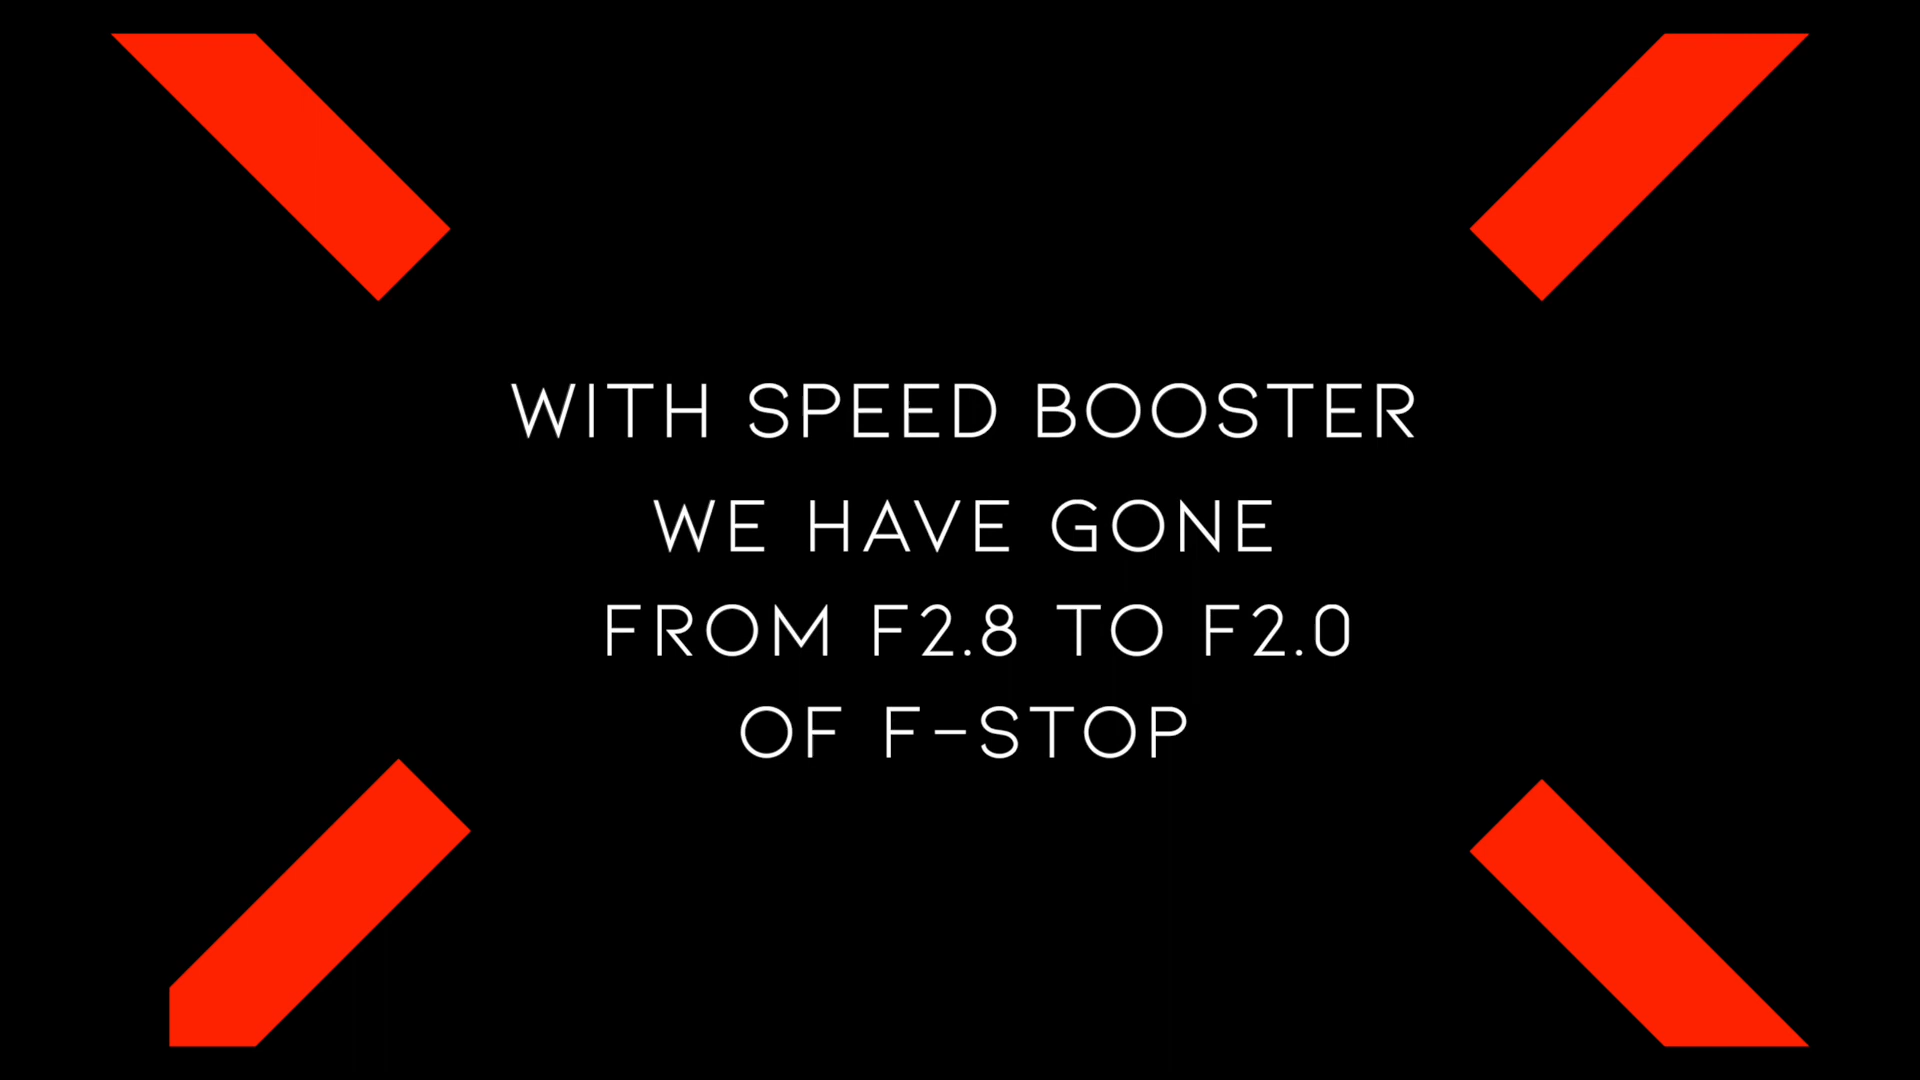 WITH SPEED BOOSTER
WE HAVE GONE
FROM F2.8 TO F2.0
OF F-STOP